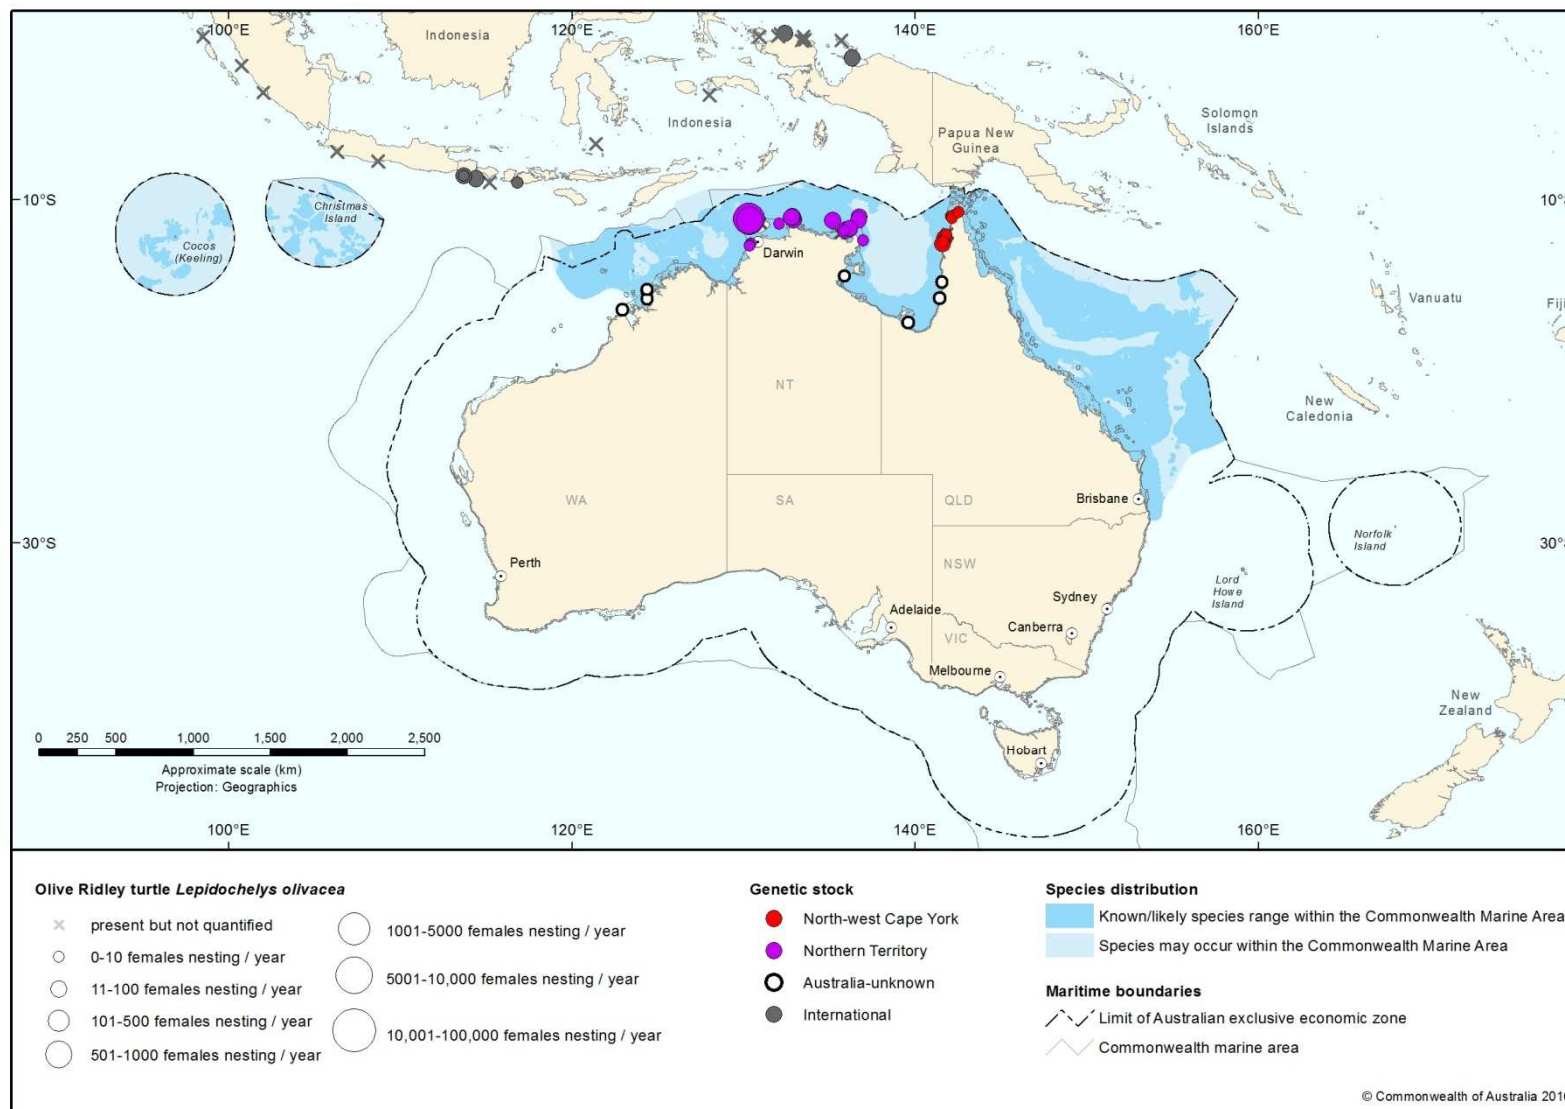 100°E
120°E
140°E
160°E
Indonesia
Indonesia
Papua New
Guinea
Solomon
Islands
10°S
Christmas
Island
Cocos
(Keeling)
Darwin
Vanuatu
Fiji
New
Caledonia
NT
WA
SA
QLD
Brisbane
Norfolk
Island
30°S
30°S
Perth
NSW
Lord
Howe
Island
Sydney
Adelaide
Canberra
VIC
Melbourne
New
Zealand
Hobart
0 250 500 1,000 1,500 2,000 2,500
Approximate scale (km)
Projection: Geographics
100°E
120°E
140°E
160°E
Olive Ridley turtle Lepidochelys olivacea
present but not quantified
0-10 females nesting / year
11-100 females nesting / year
101-500 females nesting / year
501-1000 females nesting / year
1001-5000 females nesting / year
5001-10,000 females nesting / year
10,001-100,000 females nesting / year
Genetic stock
North-west Cape York
Northern Territory
Australia-unknown
International
Species distribution
Known/likely species range within the Commonwealth Marine Area
Species may occur within the Commonwealth Marine Area
Maritime boundaries
Limit of Australian exclusive economic zone
Commonwealth marine area
© Commonwealth of Australia 2016